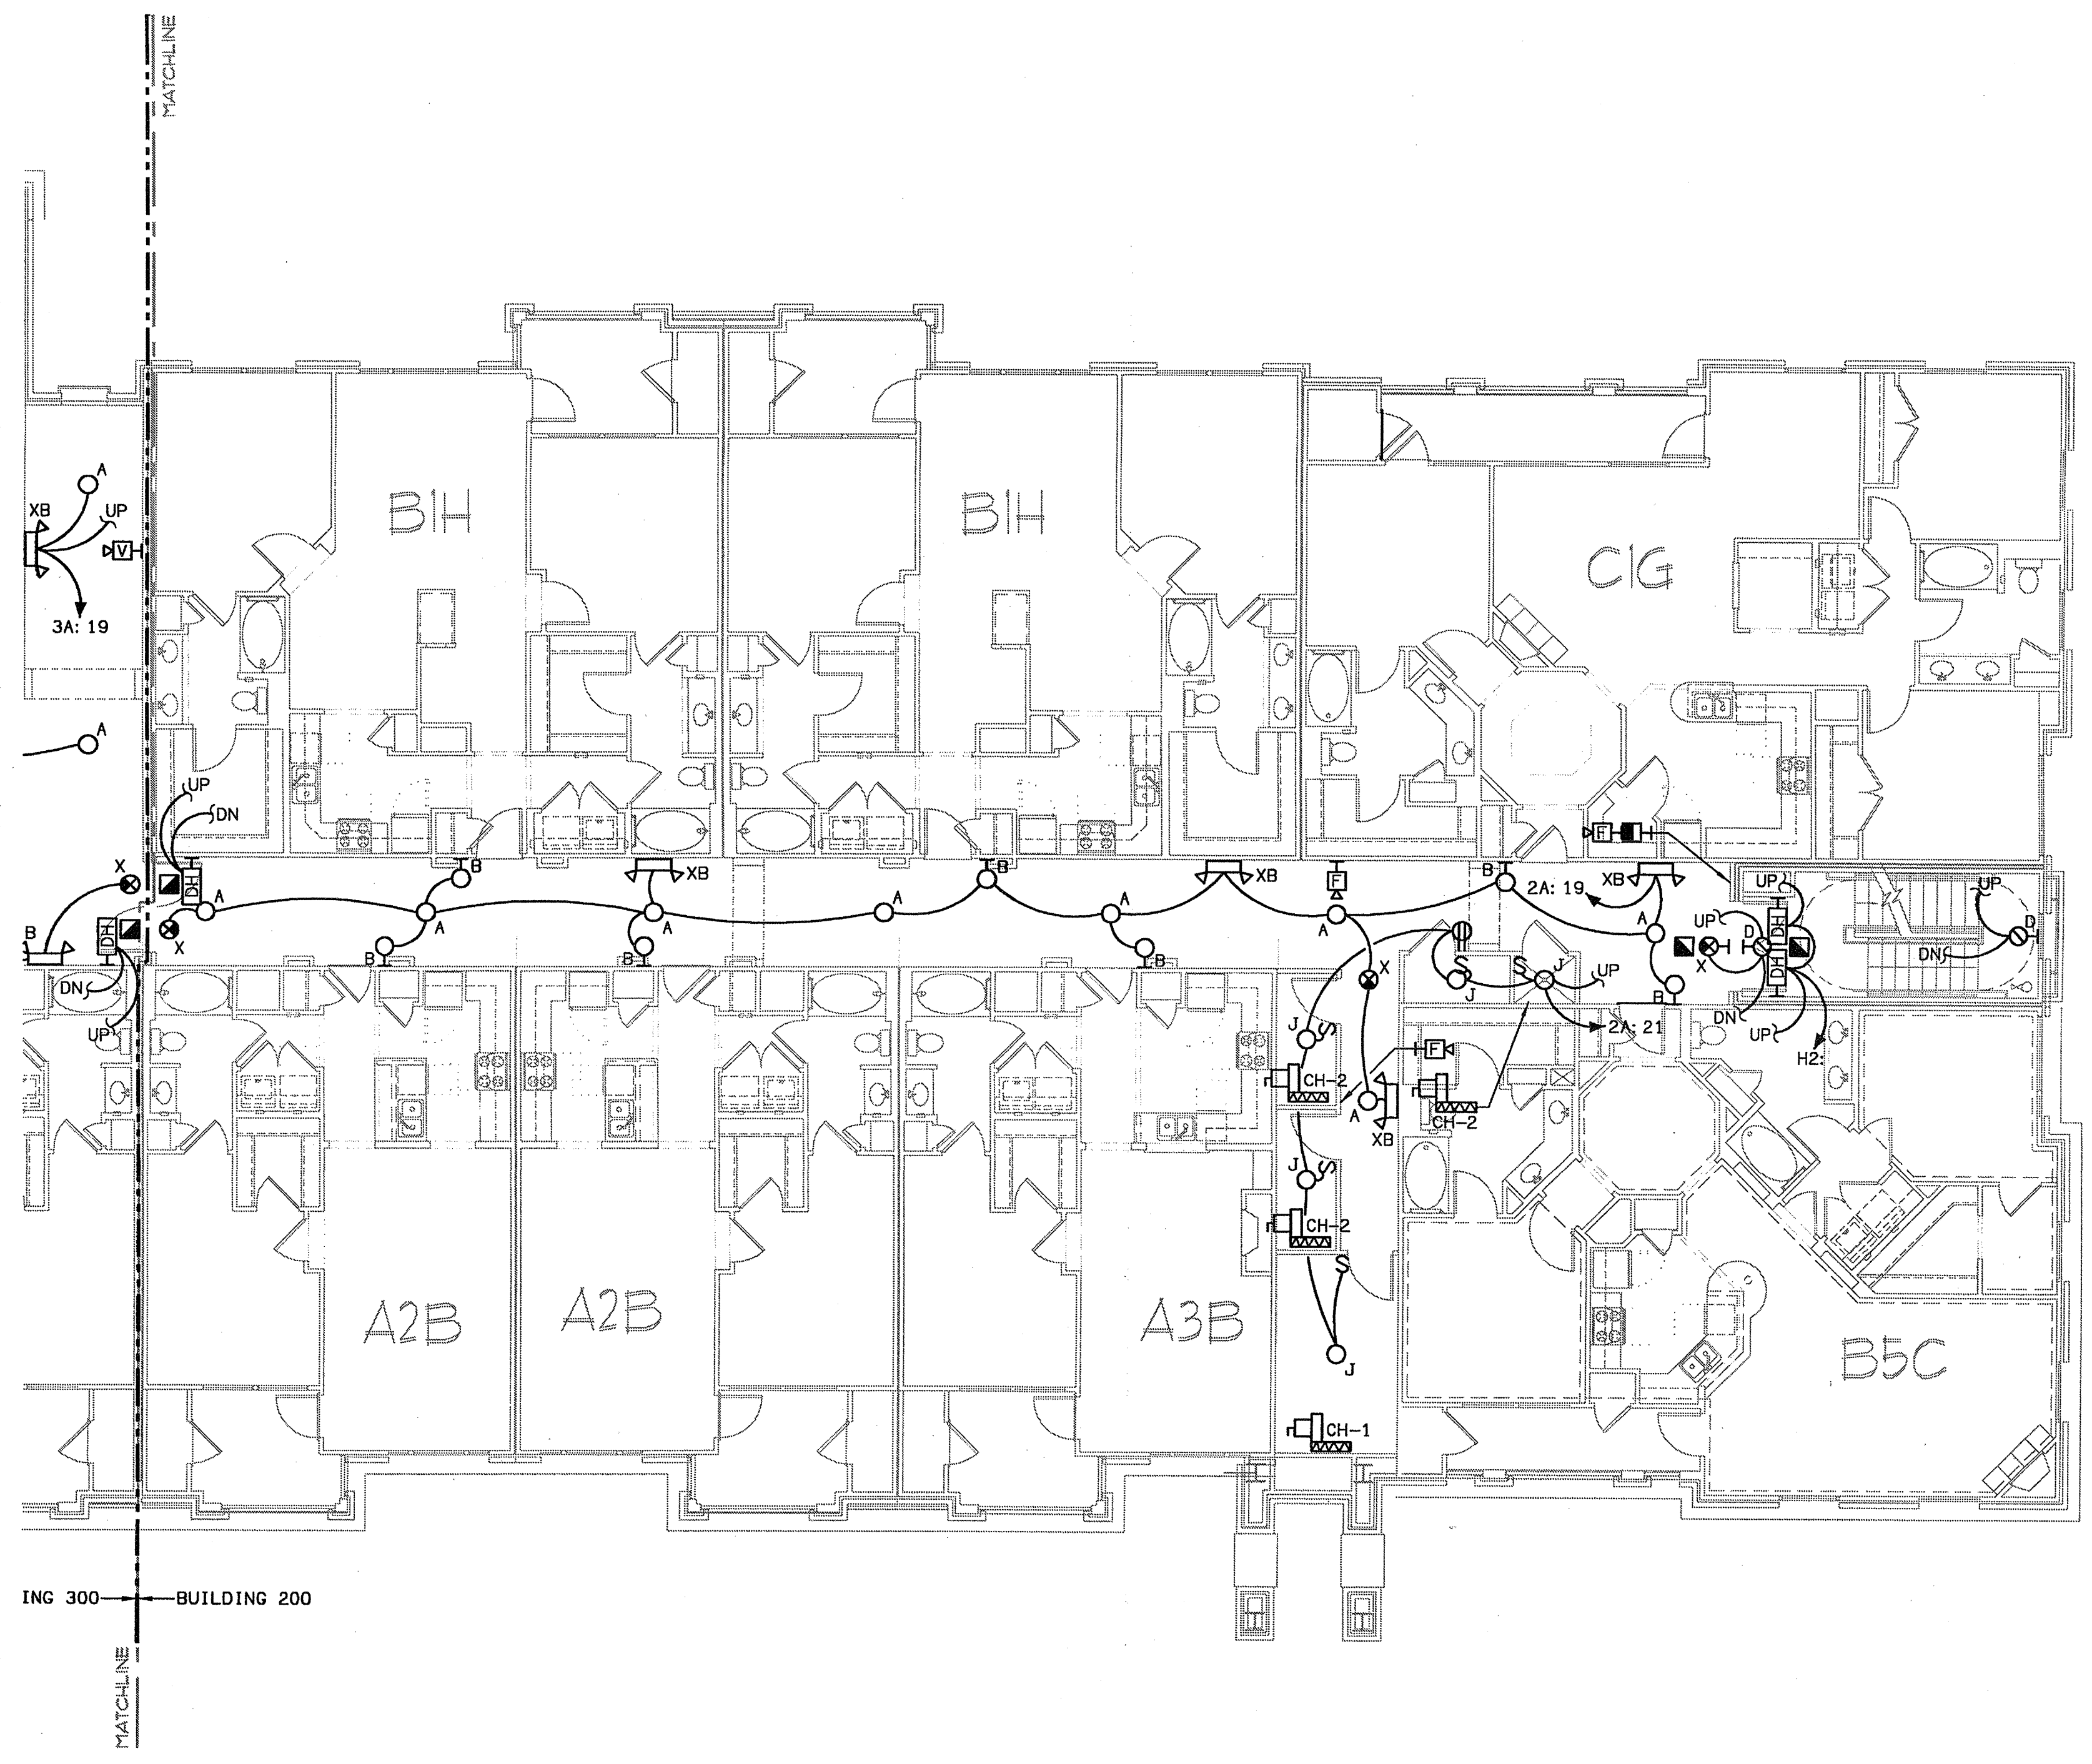 MATCHLINE
B1H
B1H
C1G
A
XB
UP
V
3A: 19
A
UP
DN
X
DH
A
X
B
DH
DN
UP
B
A
B
XB
A
B
A
B
A
B
XB
F
A
B
F
2A: 19
XB
A
B
UP
UP
D
DH
DH
X
DN
UP
H2:
UP
D
DN
X
S
J
S
J
UP
2A: 21
J
S
CH-2
F
A
XB
CH-2
J
S
CH-2
S
J
CH-1
A2B
A2B
A3B
B5C
ING 300
BUILDING 200
MATCHLINE